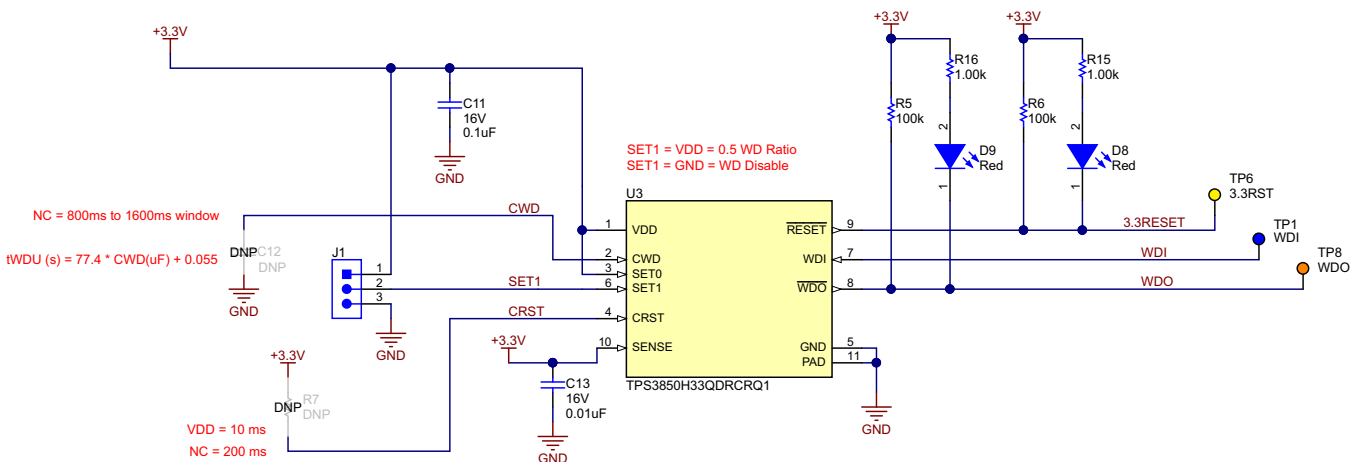 +3.3V
+3.3V
+3.3V
R16
1.00k
R15
1.00k
C11
16V
0.1uF
R5
100k
R6
100k
2
2
GND
SET1 = VDD = 0.5 WD Ratio
SET1 = GND = WD Disable
D9
Red
D8
Red
1
1
TP6
3.3RST
U3
NC = 800ms to 1600ms window
CWD
1
VDD
RESET
9
3.3RESET
TP1
WDI
tWDU (s) = 77.4 * CWD(uF) + 0.055
DNP
C12
DNP
J1
2
CWD
WDI
7
WDI
TP8
WDO
1
3
SET0
2
SET1
6
SET1
WDO
8
WDO
3
GND
CRST
4
CRST
GND
+3.3V
10
SENSE
GND
5
PAD
11
+3.3V
C13
16V
0.01uF
TPS3850H33QDRCRQ1
DNP
R7
DNP
VDD = 10 ms
NC = 200 ms
GND
GND